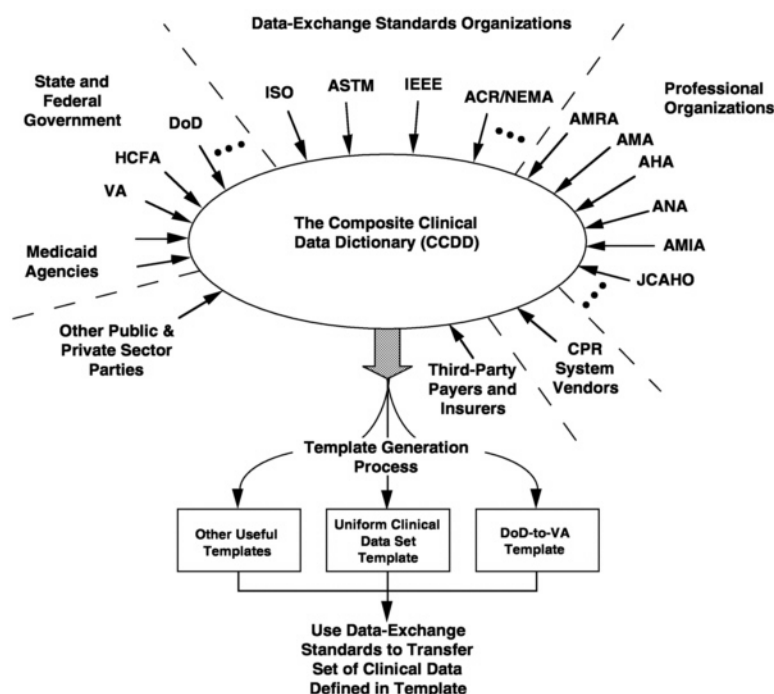 Data-Exchange Standards Organizations
State and
Federal
Government
Professional
Organizations
ISO
ASTM
IEEE
ACR/NEMA
DoD
AMRA
HCFA
AMA
AHA
VA
ANA
The Composite Clinical
Data Dictionary (CCDD)
Medicaid
Agencies
AMIA
JCAHO
Other Public &
Private Sector
Parties
Third-Party
Payers and
Insurers
CPR
System
Vendors
Template Generation
Process
Other Useful
Templates
Uniform Clinical
Data Set
Template
DoD-to-VA
Template
Use Data-Exchange
Standards to Transfer
Set of Clinical Data
Defined in Template